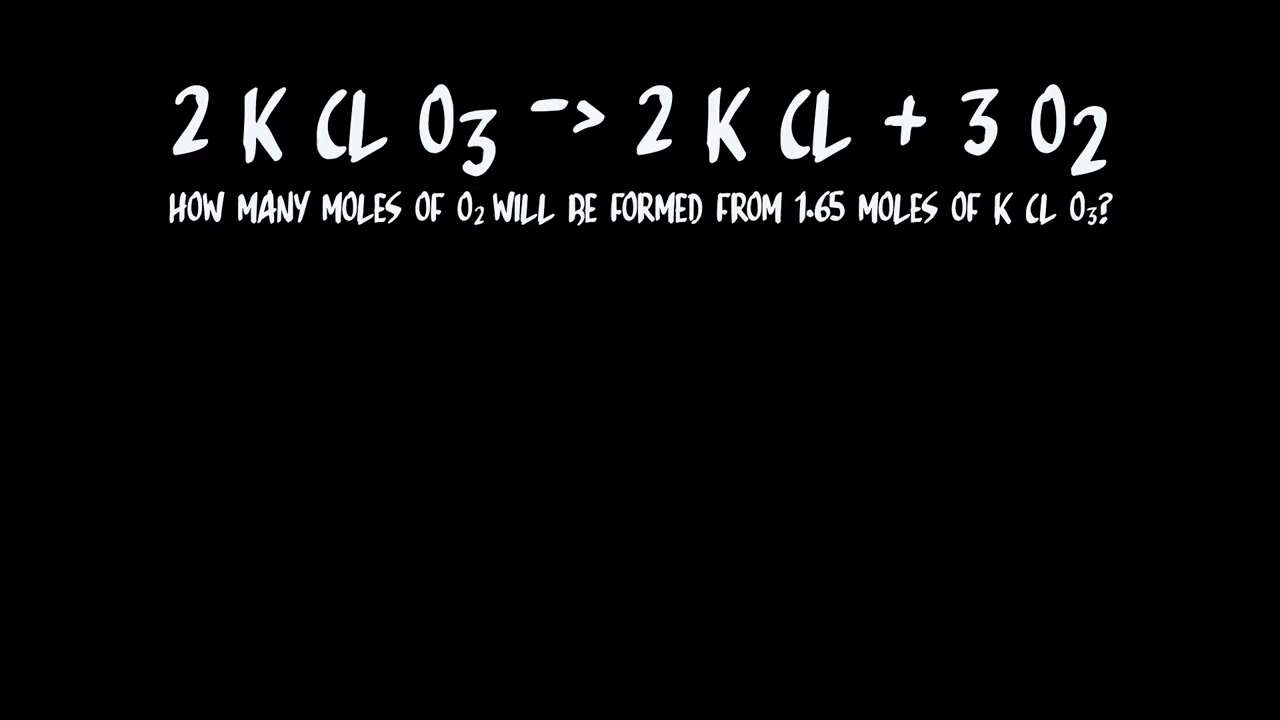 2 K CL O₃ -> 2 K CL + 3 O₂
HOW MANY MOLES OF O₂ WILL BE FORMED FROM 1.65 MOLES OF K CL O₃?